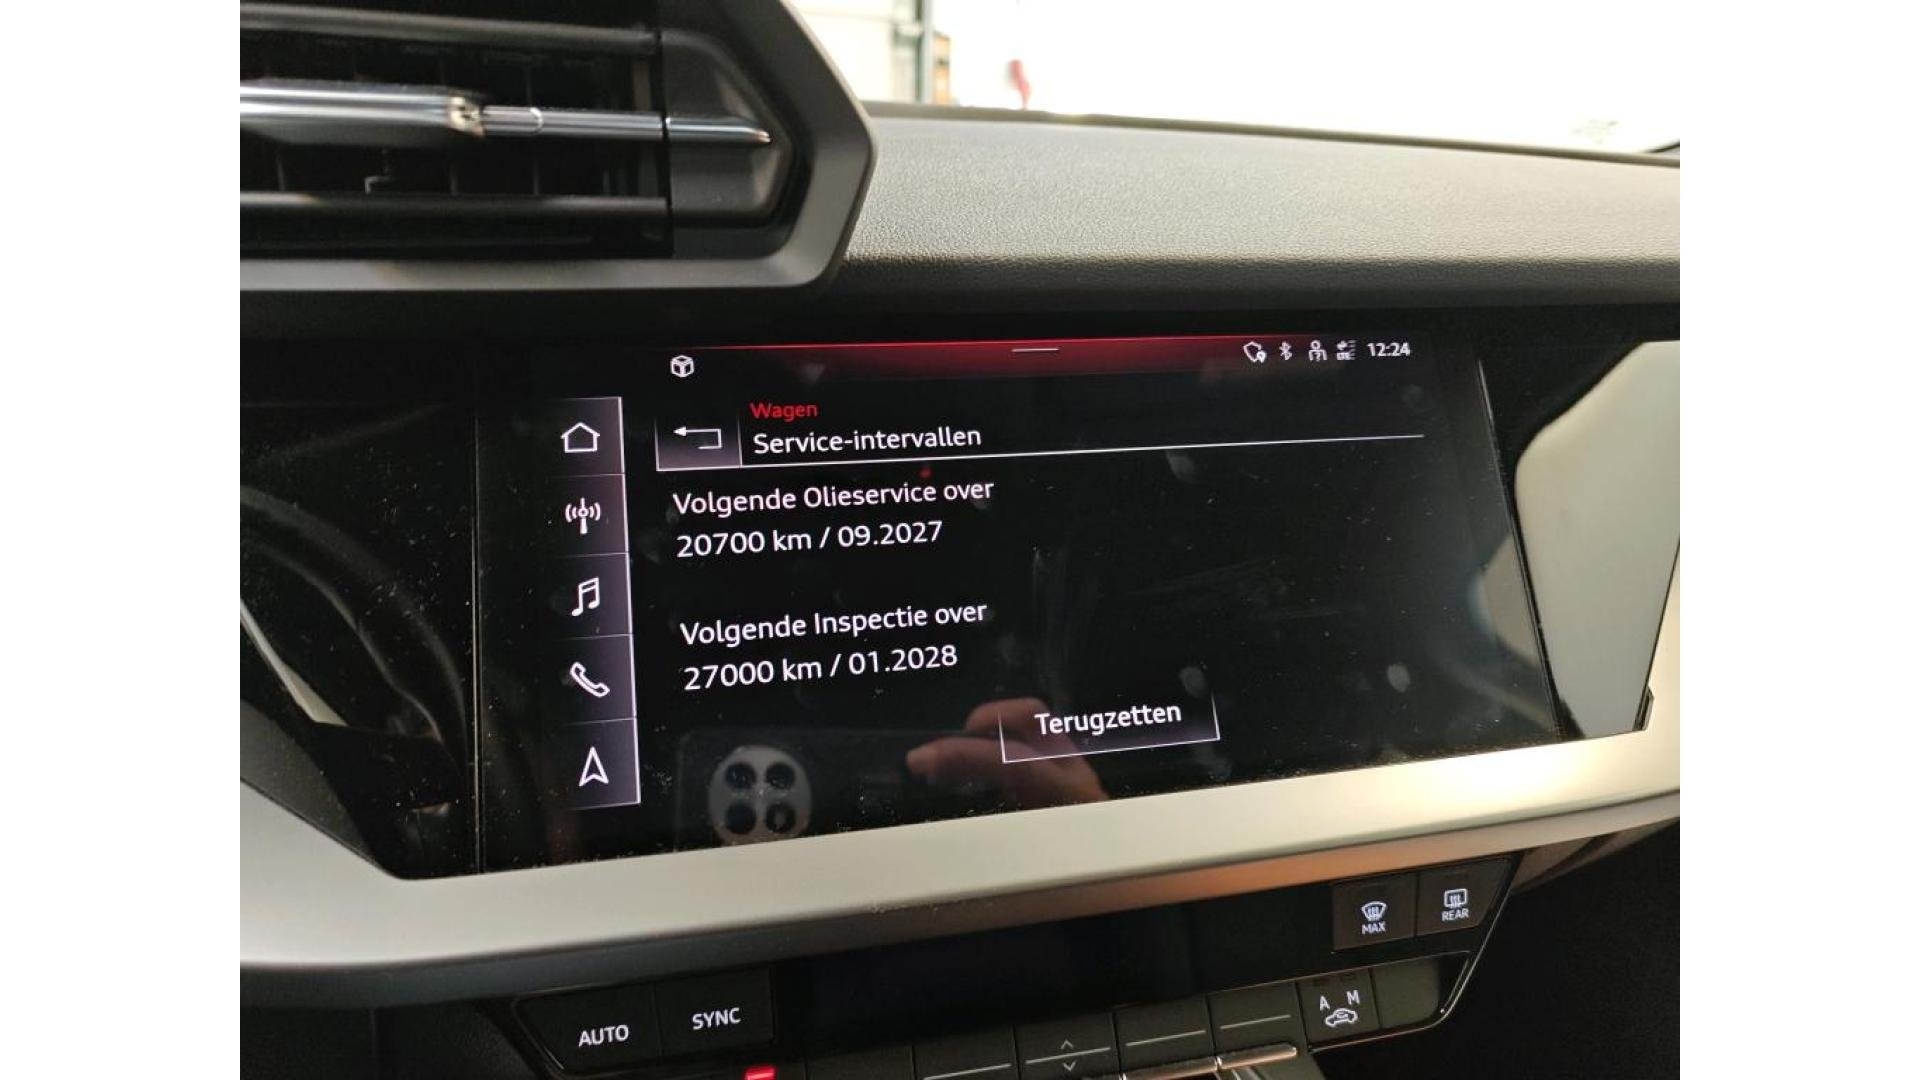 12:24
Wagen
Service-intervallen
Volgende Olieservice over
20700 km / 09.2027
Volgende Inspectie over
27000 km / 01.2028
Terugzetten
MAX
REAR
AUTO
SYNC
A M